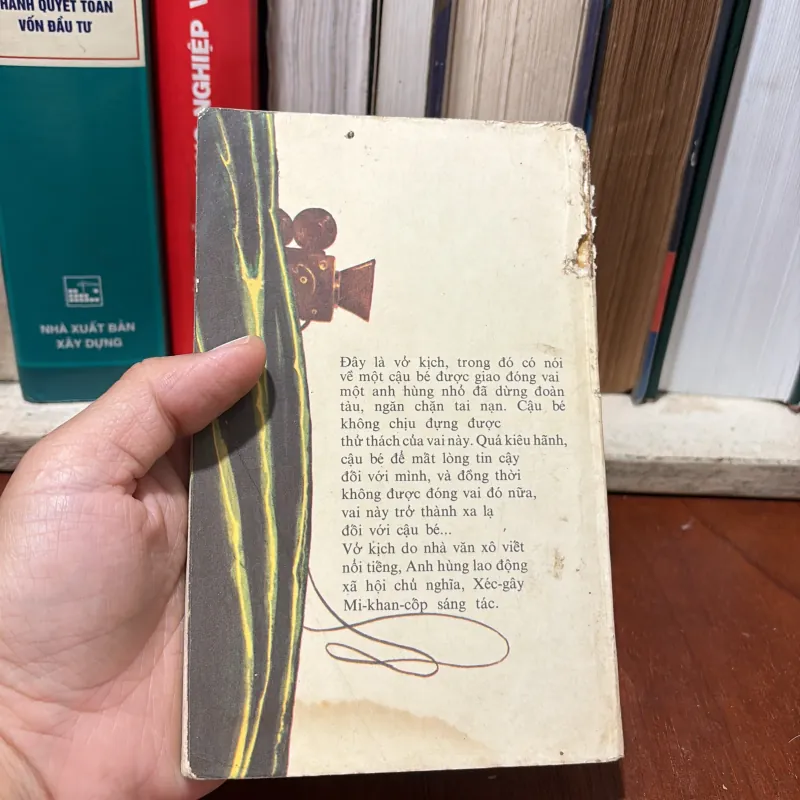 HÀNH QUYẾT TOÁN
VỐN ĐẦU TƯ
NGHIỆP
NHÀ XUẤT BẢN
XÂY DỰNG
Đây là vở kịch, trong đó có nói
về một cậu bé được giao đóng vai
một anh hùng nhỏ đã dừng đoàn
tàu, ngăn chặn tai nạn. Cậu bé
không chịu đựng được
thử thách của vai này. Quá kiêu hãnh,
cậu bé để mất lòng tin cậy
đối với mình, và đồng thời
không được đóng vai đó nữa,
vai này trở thành xa lạ
đối với cậu bé...
Vở kịch do nhà văn xô viết
nổi tiếng, Anh hùng lao động
xã hội chủ nghĩa, Xéc-gây
Mi-khan-cốp sáng tác.